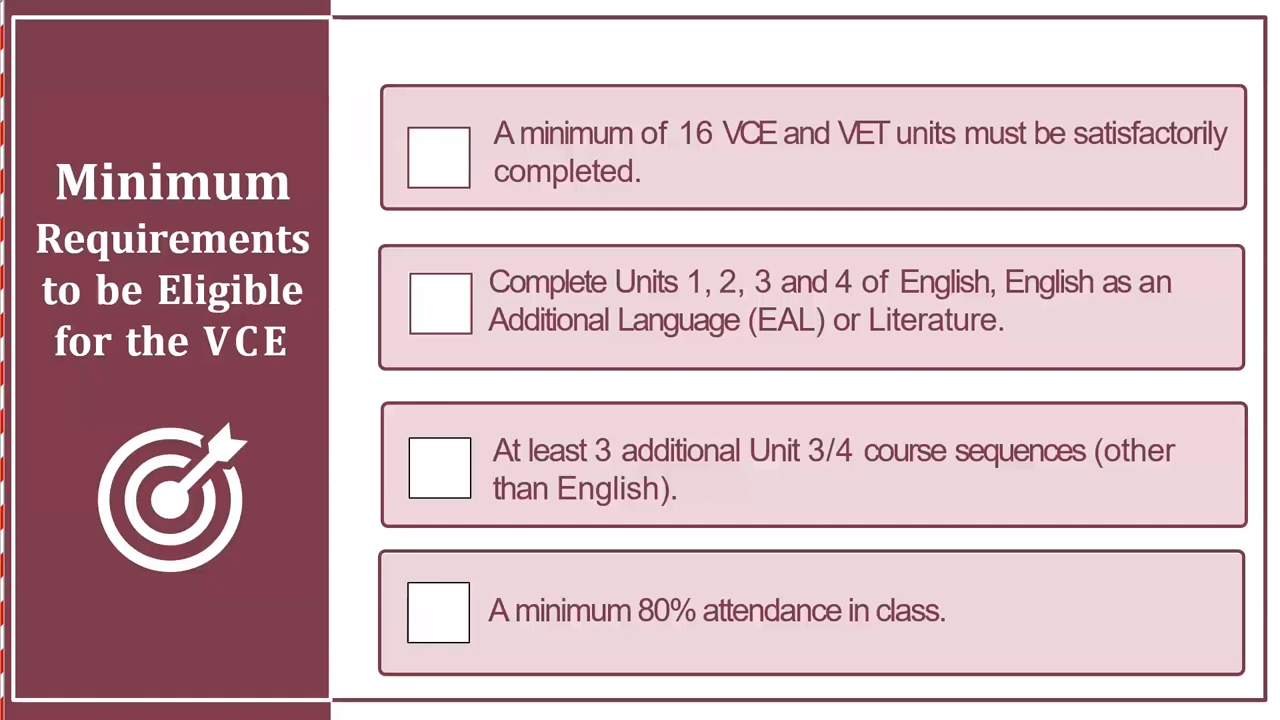 Minimum
Requirements
to be Eligible
for the VCE
A minimum of 16 VCE and VET units must be satisfactorily
completed.
Complete Units 1, 2, 3 and 4 of English, English as an
Additional Language (EAL) or Literature.
At least 3 additional Unit 3/4 course sequences (other
than English).
A minimum 80% attendance in class.